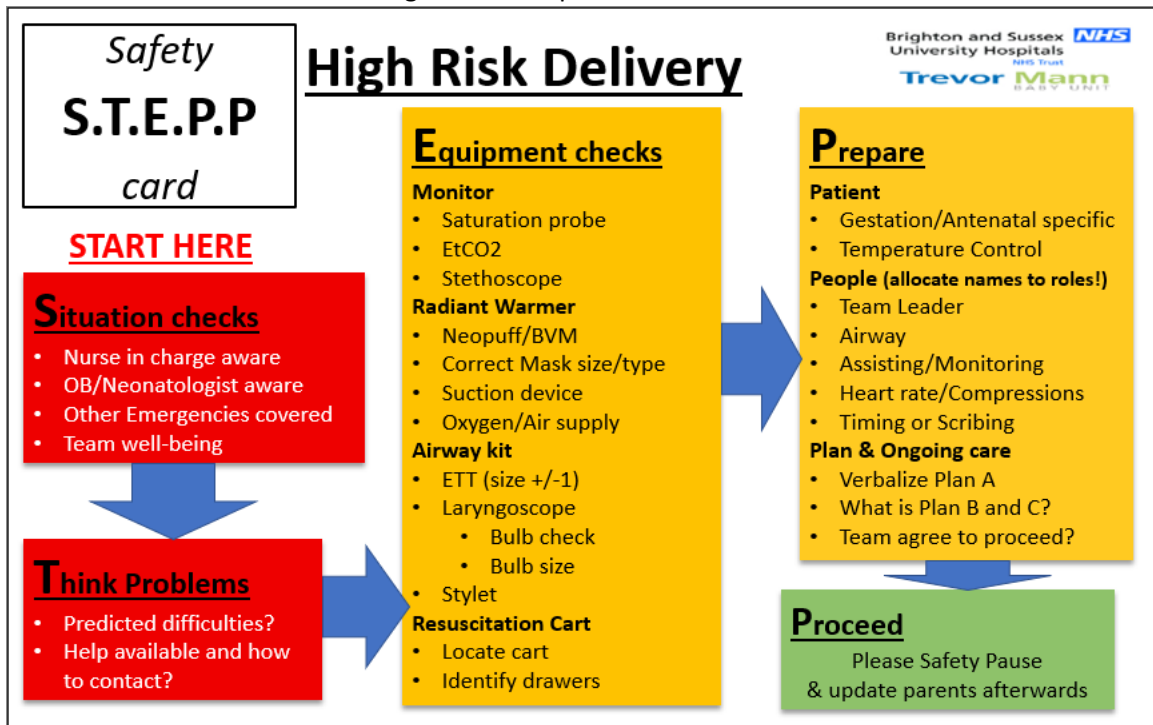 Safety
S.T.E.P.P
card
High Risk Delivery
Brighton and Sussex NHS
University Hospitals
NHS Trust
Trevor Mann
BABY UNIT
START HERE
Situation checks
• Nurse in charge aware
• OB/Neonatologist aware
• Other Emergencies covered
• Team well-being
Think Problems
• Predicted difficulties?
• Help available and how
to contact?
Equipment checks
Monitor
• Saturation probe
• EtCO2
• Stethoscope
Radiant Warmer
• Neopuff/BVM
• Correct Mask size/type
• Suction device
• Oxygen/Air supply
Airway kit
• ETT (size +/-1)
• Laryngoscope
• Bulb check
• Bulb size
• Stylet
Resuscitation Cart
• Locate cart
• Identify drawers
Prepare
Patient
• Gestation/Antenatal specific
• Temperature Control
People (allocate names to roles!)
• Team Leader
• Airway
• Assisting/Monitoring
• Heart rate/Compressions
• Timing or Scribing
Plan & Ongoing care
• Verbalize Plan A
• What is Plan B and C?
• Team agree to proceed?
Proceed
Please Safety Pause
& update parents afterwards